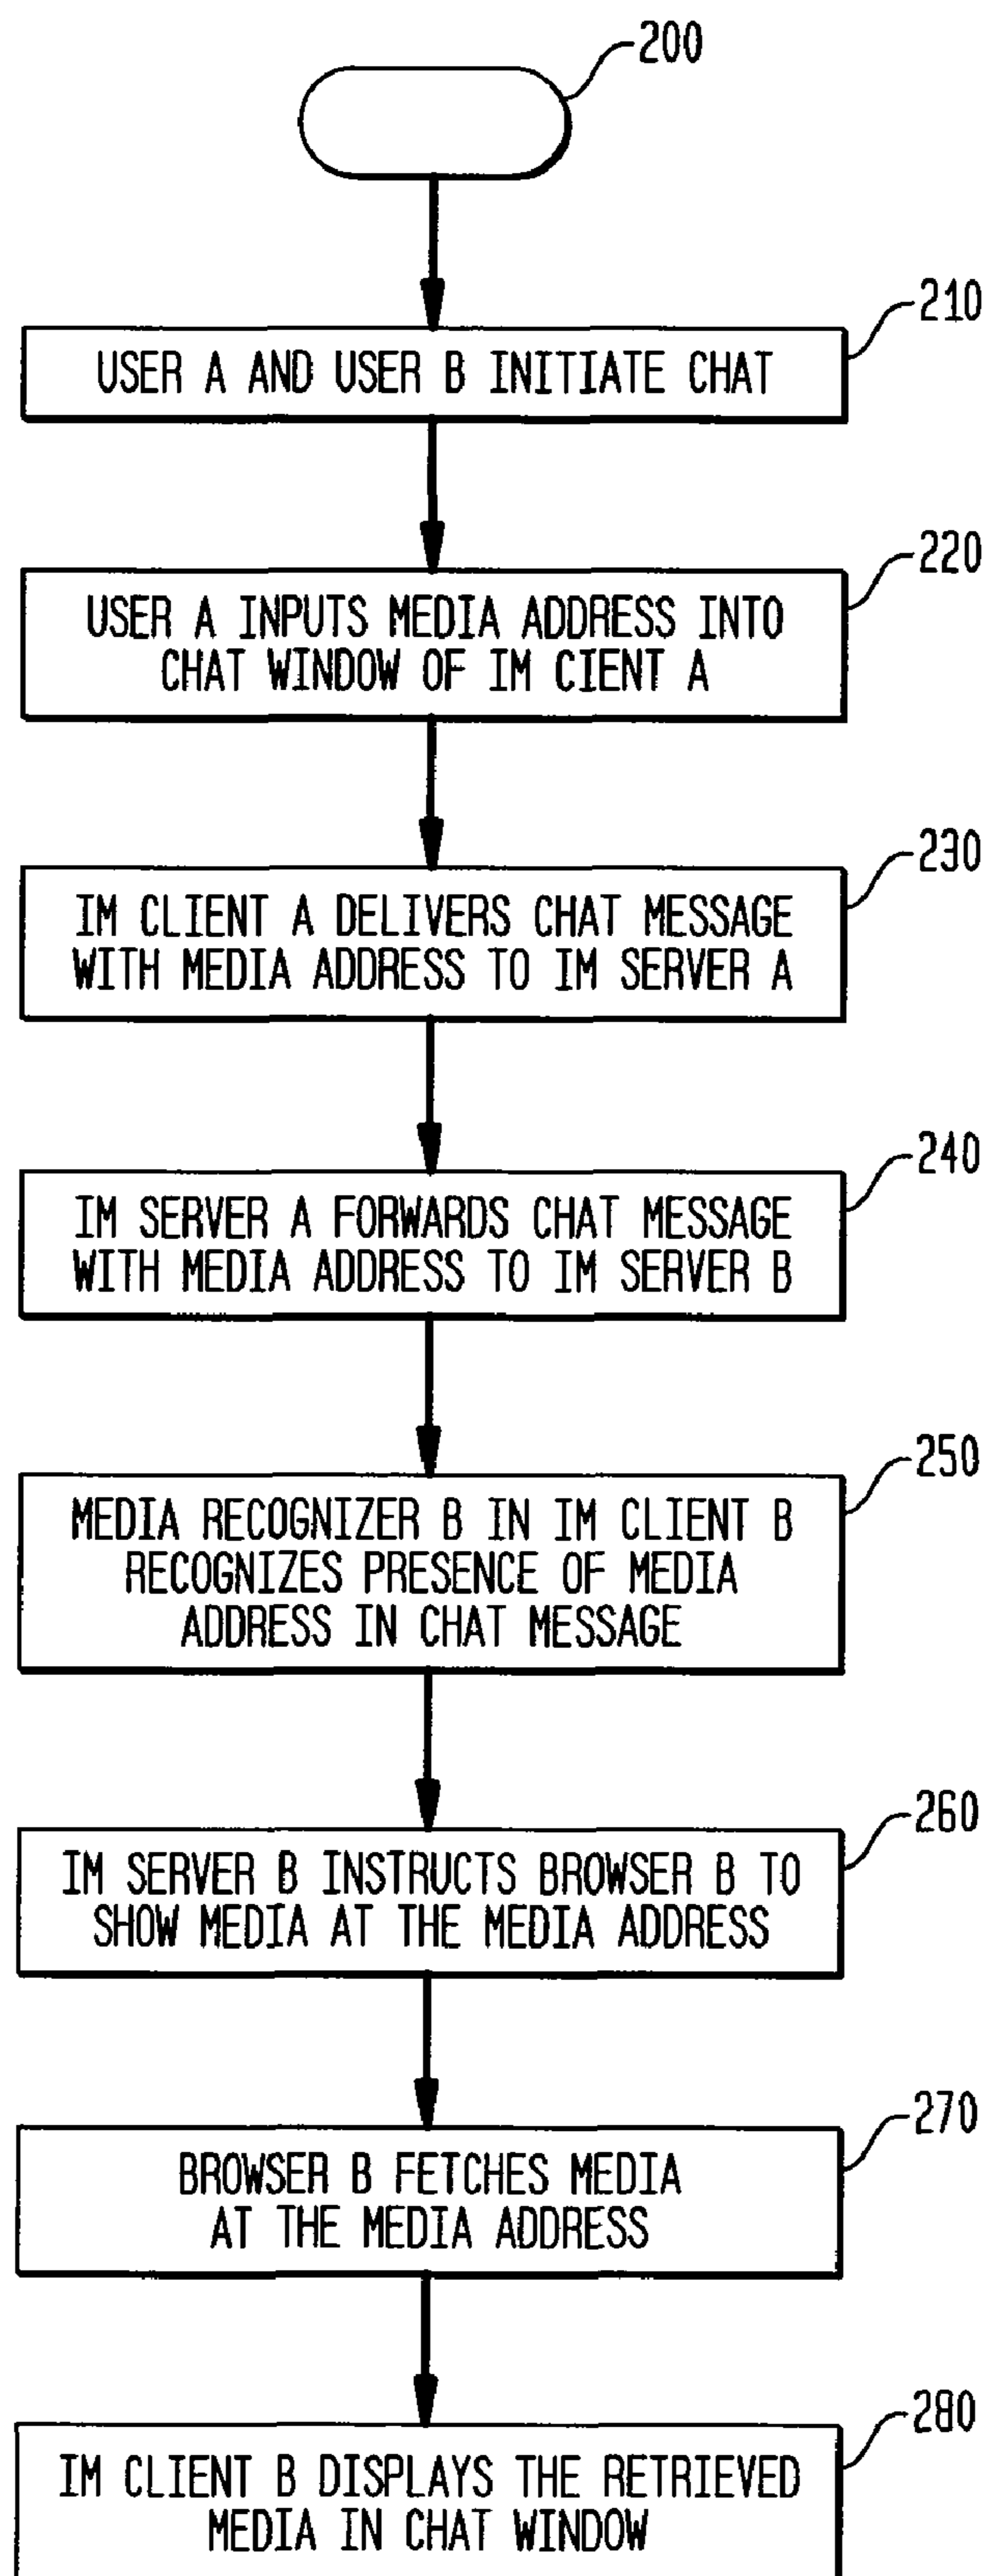 200
210
USER A AND USER B INITIATE CHAT
220
USER A INPUTS MEDIA ADDRESS INTO
CHAT WINDOW OF IM CIENT A
230
IM CLIENT A DELIVERS CHAT MESSAGE
WITH MEDIA ADDRESS TO IM SERVER A
240
IM SERVER A FORWARDS CHAT MESSAGE
WITH MEDIA ADDRESS TO IM SERVER B
250
MEDIA RECOGNIZER B IN IM CLIENT B
RECOGNIZES PRESENCE OF MEDIA
ADDRESS IN CHAT MESSAGE
260
IM SERVER B INSTRUCTS BROWSER B TO
SHOW MEDIA AT THE MEDIA ADDRESS
270
BROWSER B FETCHES MEDIA
AT THE MEDIA ADDRESS
280
IM CLIENT B DISPLAYS THE RETRIEVED
MEDIA IN CHAT WINDOW